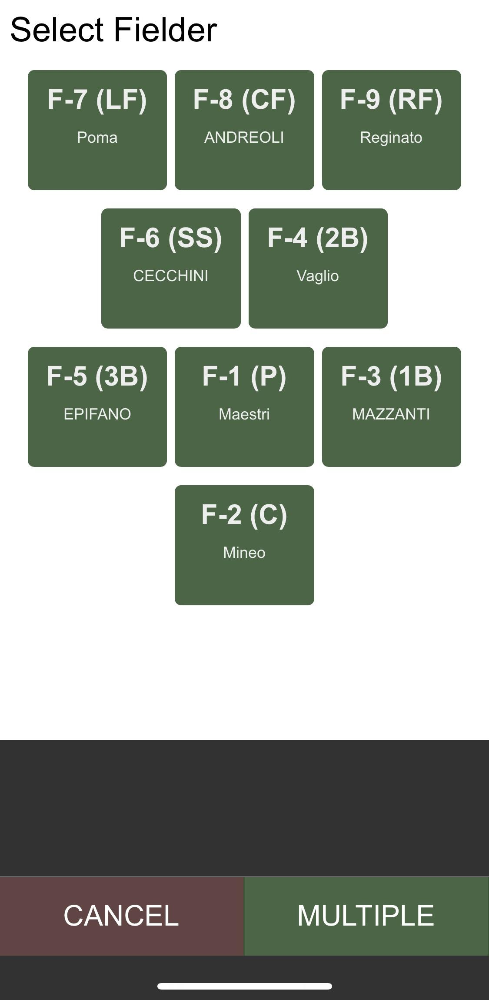 Select Fielder
F-7 (LF)
Poma
F-8 (CF)
ANDREOLI
F-9 (RF)
Reginato
F-6 (SS)
CECCHINI
F-4 (2B)
Vaglio
F-5 (3B)
EPIFANO
F-1 (P)
Maestri
F-3 (1B)
MAZZANTI
F-2 (C)
Mineo
CANCEL
MULTIPLE